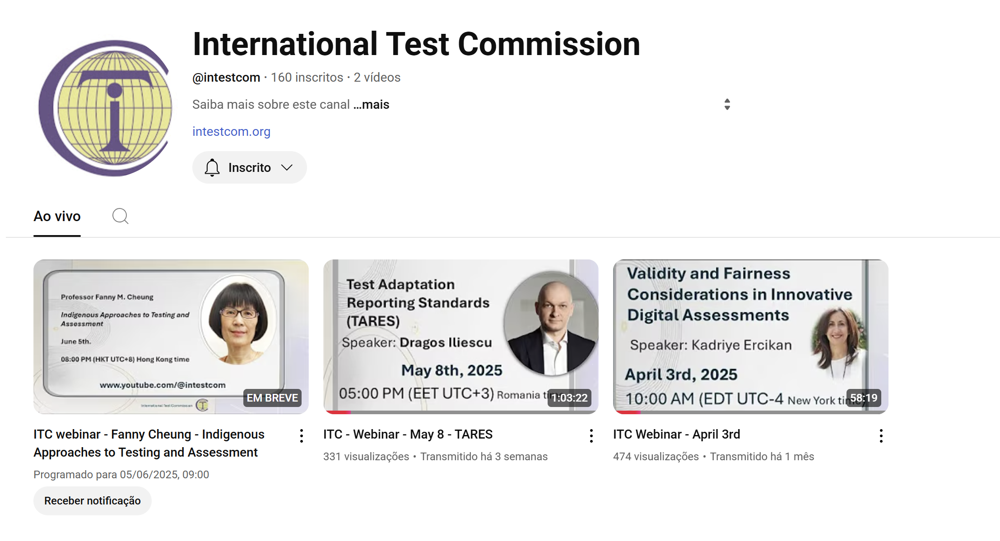 International Test Commission
@intestcom · 160 inscritos · 2 vídeos
Saiba mais sobre este canal ...mais
intestcom.org
Inscrito
Ao vivo
Professor Fanny M. Cheung
Indigenous Approaches to Testing and
Assessment
June 5th.
08:00 PM (HKT UTC+8) Hong Kong time
www.youtube.com/@intestcom
International Test Commission
EM BREVE
ITC webinar - Fanny Cheung - Indigenous
Approaches to Testing and Assessment
Programado para 05/06/2025, 09:00
Receber notificação
Test Adaptation
Reporting Standards
(TARES)
Speaker: Dragos Iliescu
May 8th, 2025
05:00 PM (EET UTC+3) Romania time
1:03:22
ITC - Webinar - May 8 - TARES
331 visualizações • Transmitido há 3 semanas
Validity and Fairness
Considerations in Innovative
Digital Assessments
Speaker: Kadriye Ercikan
April 3rd, 2025
10:00 AM (EDT UTC-4 New York time)
58:19
ITC Webinar - April 3rd
474 visualizações • Transmitido há 1 mês